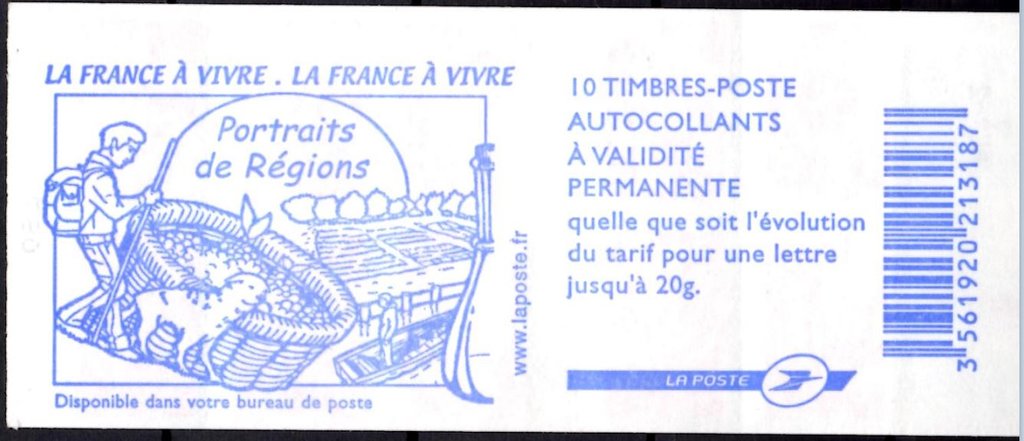 LA FRANCE À VIVRE . LA FRANCE À VIVRE
Portraits
de Régions
www.laposte.fr
Disponible dans votre bureau de poste
10 TIMBRES-POSTE
AUTOCOLLANTS
À VALIDITÉ
PERMANENTE
quelle que soit l'évolution
du tarif pour une lettre
jusqu'à 20g.
LA POSTE
3 561920 213187